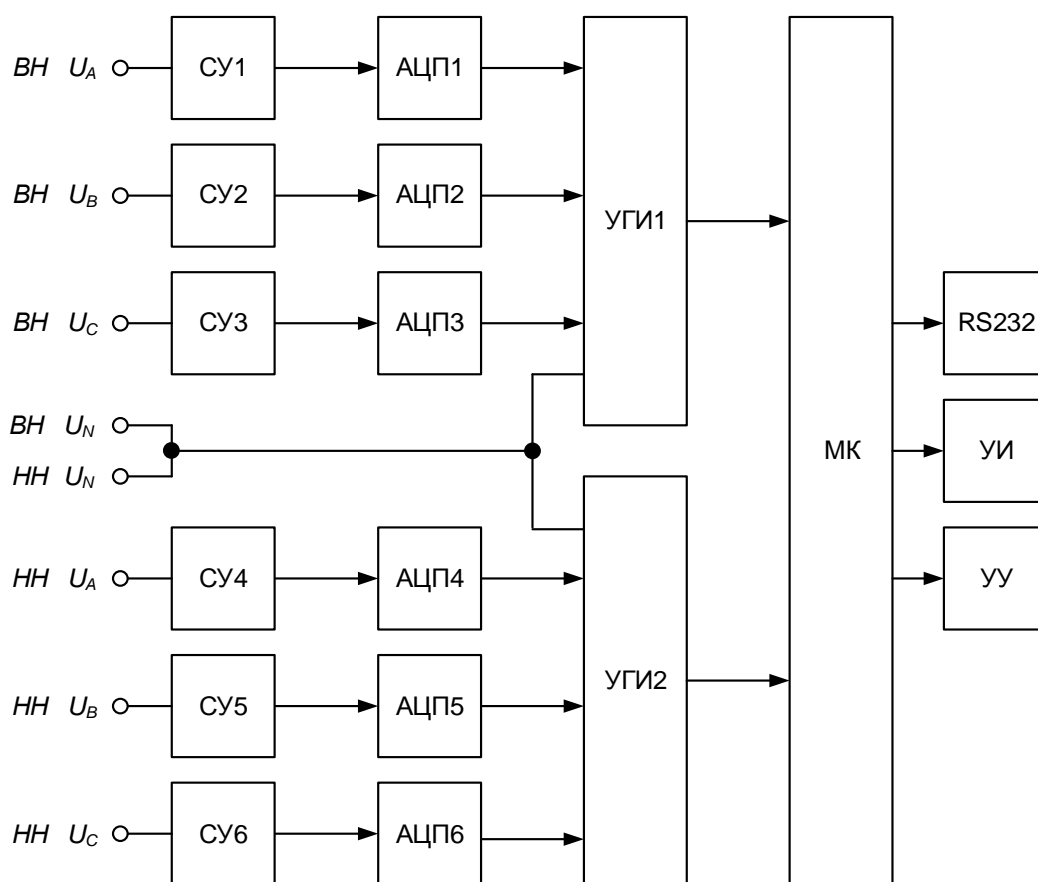 ВН U_A СУ1 АЦП1
ВН U_B СУ2 АЦП2
УГИ1
ВН U_C СУ3 АЦП3 RS232
ВН U_N
МК УИ
НН U_N
НН U_A СУ4 АЦП4 УУ
УГИ2
НН U_B СУ5 АЦП5
НН U_C СУ6 АЦП6